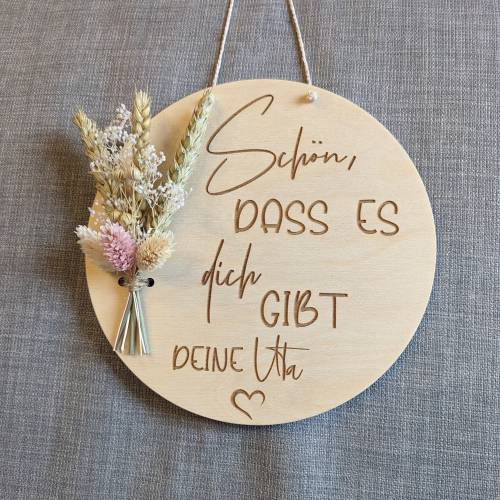 Schön,
DASS ES
dich
GIBT
DEINE Uta